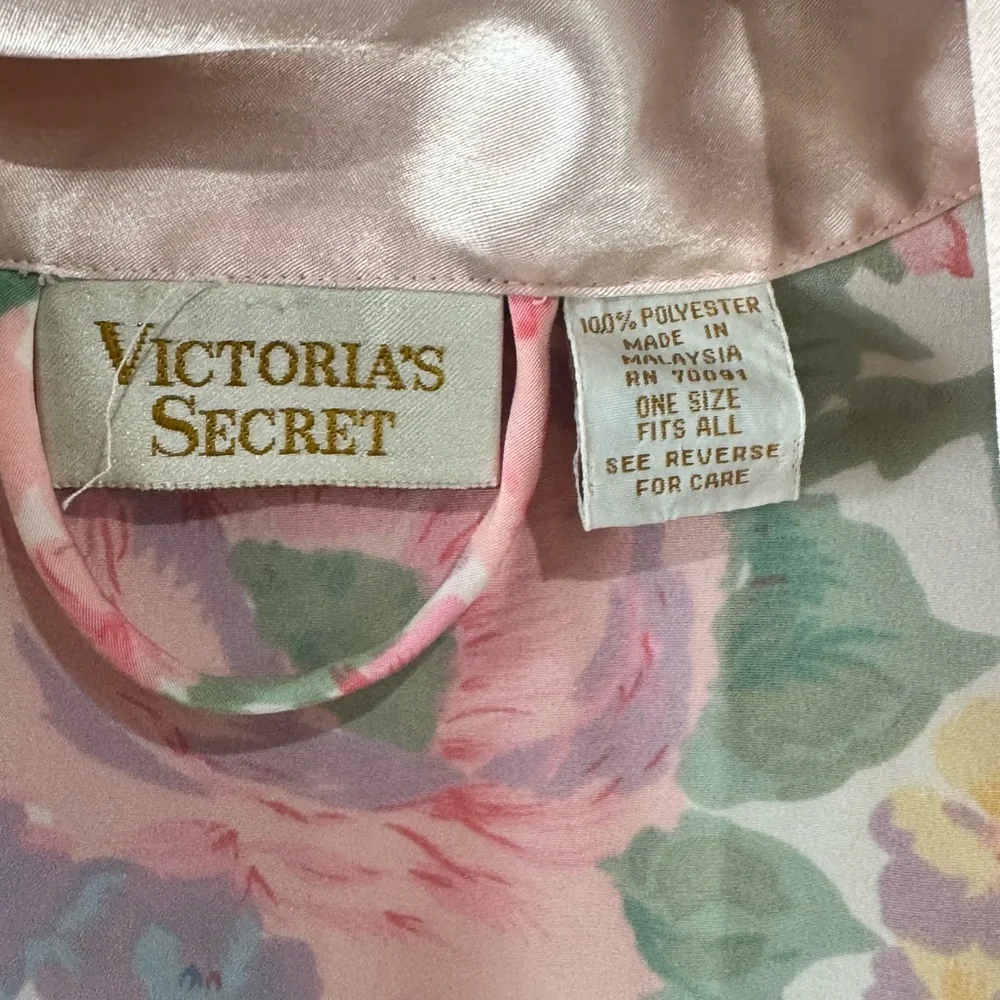 VICTORIA'S
SECRET
100% POLYESTER
MADE IN
MALAYSIA
RN 70091
ONE SIZE
FITS ALL
SEE REVERSE
FOR CARE